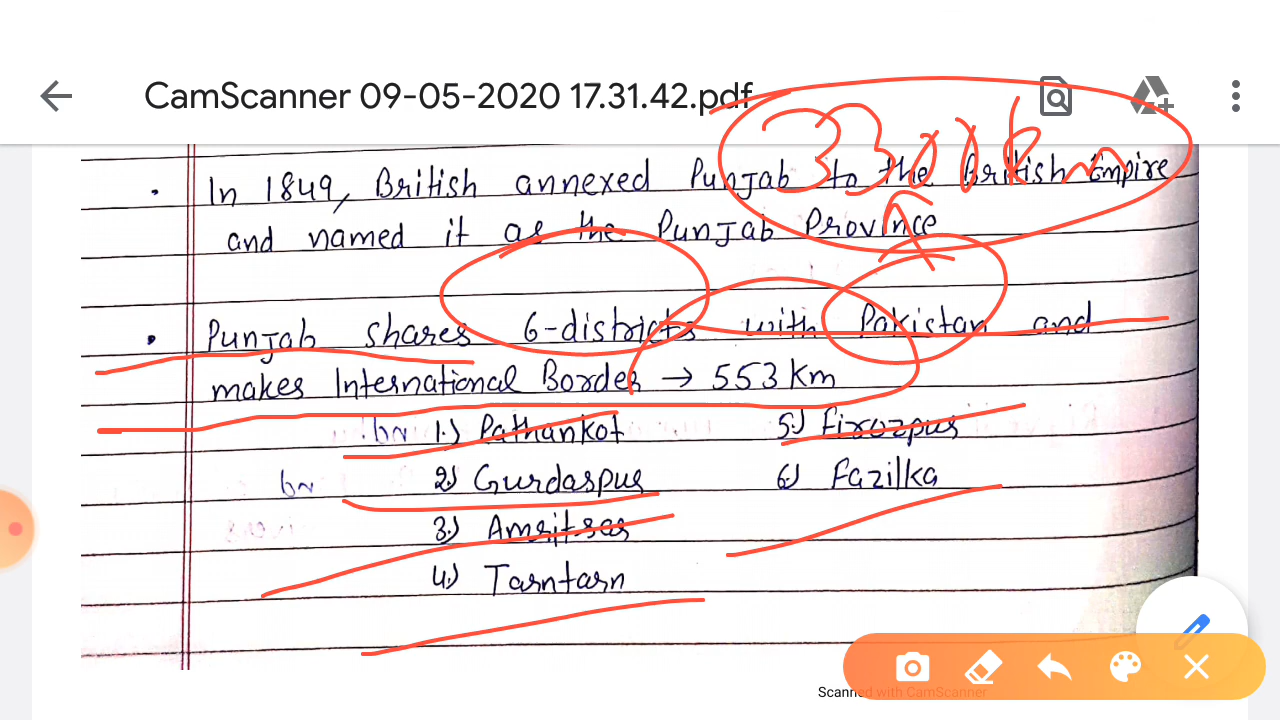 CamScanner 09-05-2020 17.31.42.pdf
3300 km
• In 1849, British annexed Punjab to the British Empire
and named it as the Punjab Province
• Punjab shares 6-districts with Pakistan and
makes International Border → 553 Km
1.) Pathankot 5.) Firozpur
2) Gurdaspur 6) Fazilka
3.) Amritsar
4.) Tarntarn
Scanned with CamScanner